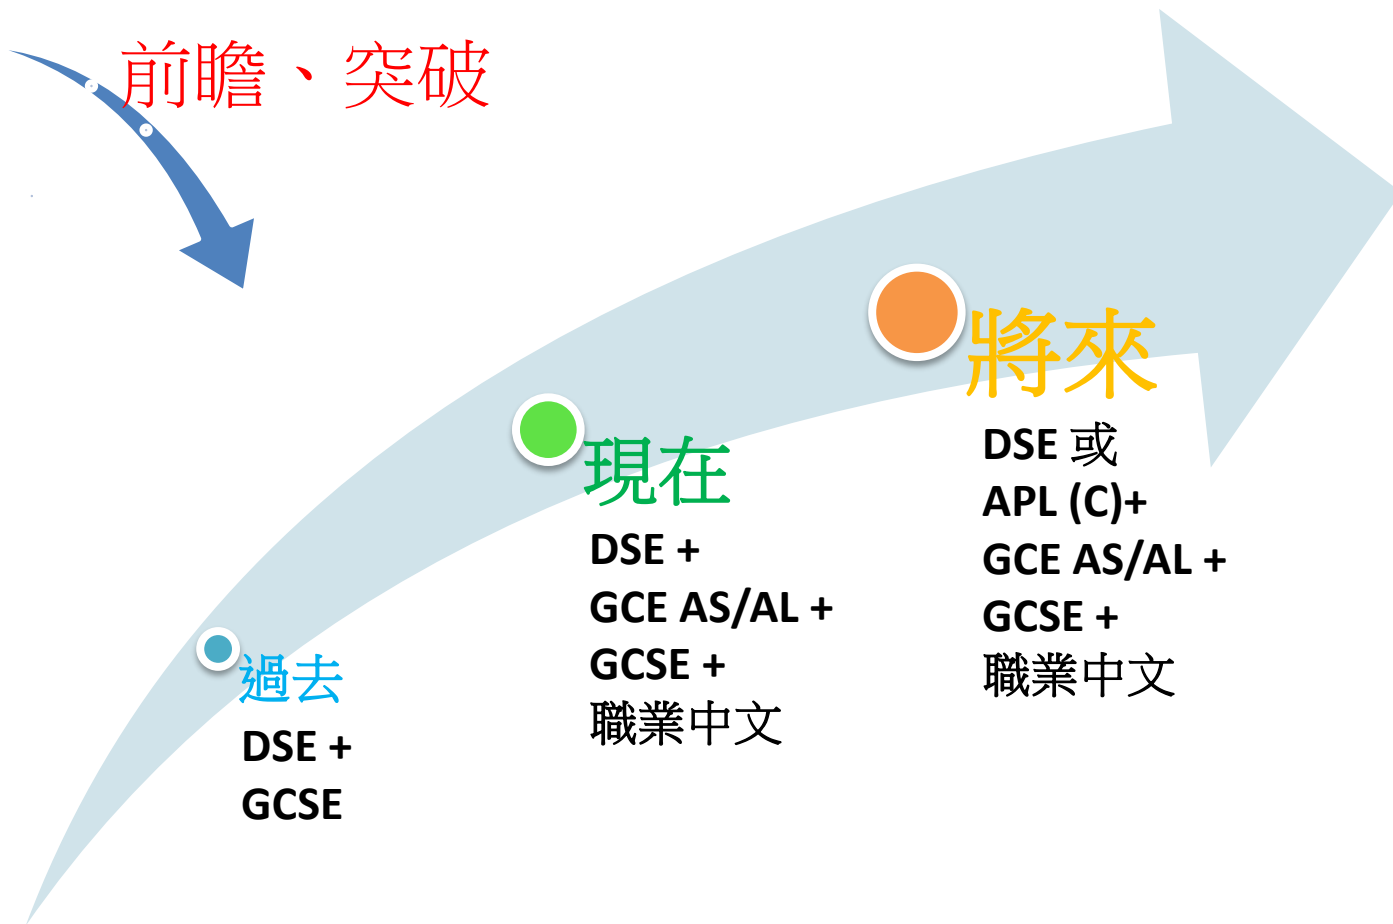 前瞻、突破
過去
DSE +
GCSE
現在
DSE +
GCE AS/AL +
GCSE +
職業中文
將來
DSE 或
APL (C)+
GCE AS/AL +
GCSE +
職業中文